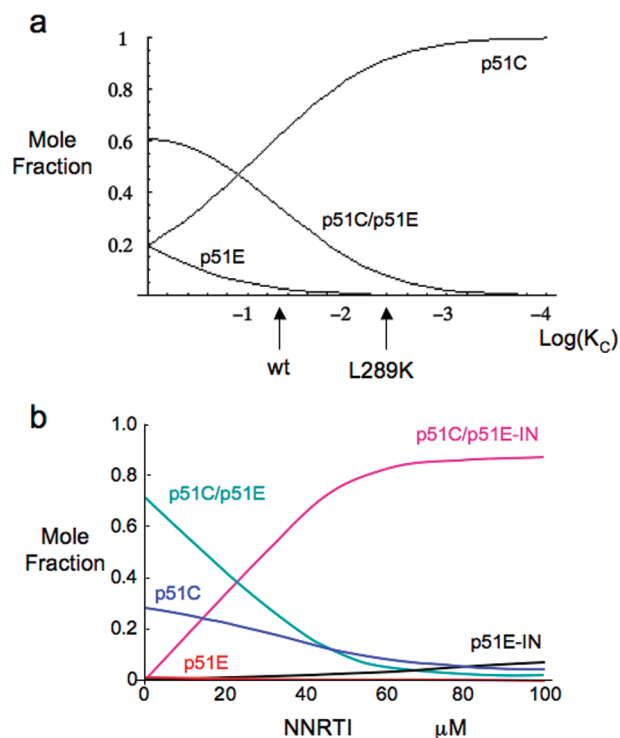 a
1
p51C
0.8
Mole
Fraction
0.6
0.4
p51C/p51E
0.2
p51E
−1 −2 −3 −4
Log(K_C)
wt
L289K
b
1.0
p51C/p51E-IN
0.8
p51C/p51E
Mole
Fraction
0.6
0.4
p51C
0.2
p51E
p51E-IN
0
0 20 40 60 80 100
NNRTI µM